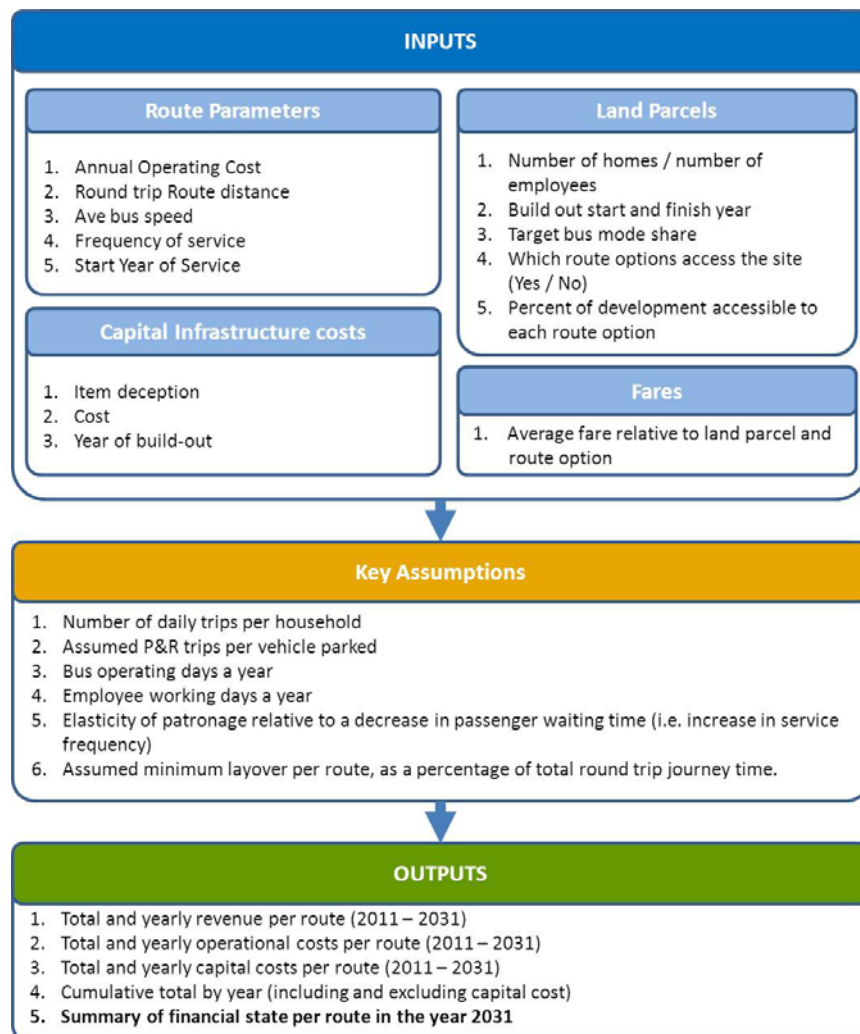 INPUTS
Route Parameters
1. Annual Operating Cost
2. Round trip Route distance
3. Ave bus speed
4. Frequency of service
5. Start Year of Service
Capital Infrastructure costs
1. Item deception
2. Cost
3. Year of build-out
Land Parcels
1. Number of homes / number of
employees
2. Build out start and finish year
3. Target bus mode share
4. Which route options access the site
(Yes / No)
5. Percent of development accessible to
each route option
Fares
1. Average fare relative to land parcel and
route option
Key Assumptions
1. Number of daily trips per household
2. Assumed P&R trips per vehicle parked
3. Bus operating days a year
4. Employee working days a year
5. Elasticity of patronage relative to a decrease in passenger waiting time (i.e. increase in service
frequency)
6. Assumed minimum layover per route, as a percentage of total round trip journey time.
OUTPUTS
1. Total and yearly revenue per route (2011 – 2031)
2. Total and yearly operational costs per route (2011 – 2031)
3. Total and yearly capital costs per route (2011 – 2031)
4. Cumulative total by year (including and excluding capital cost)
5. Summary of financial state per route in the year 2031